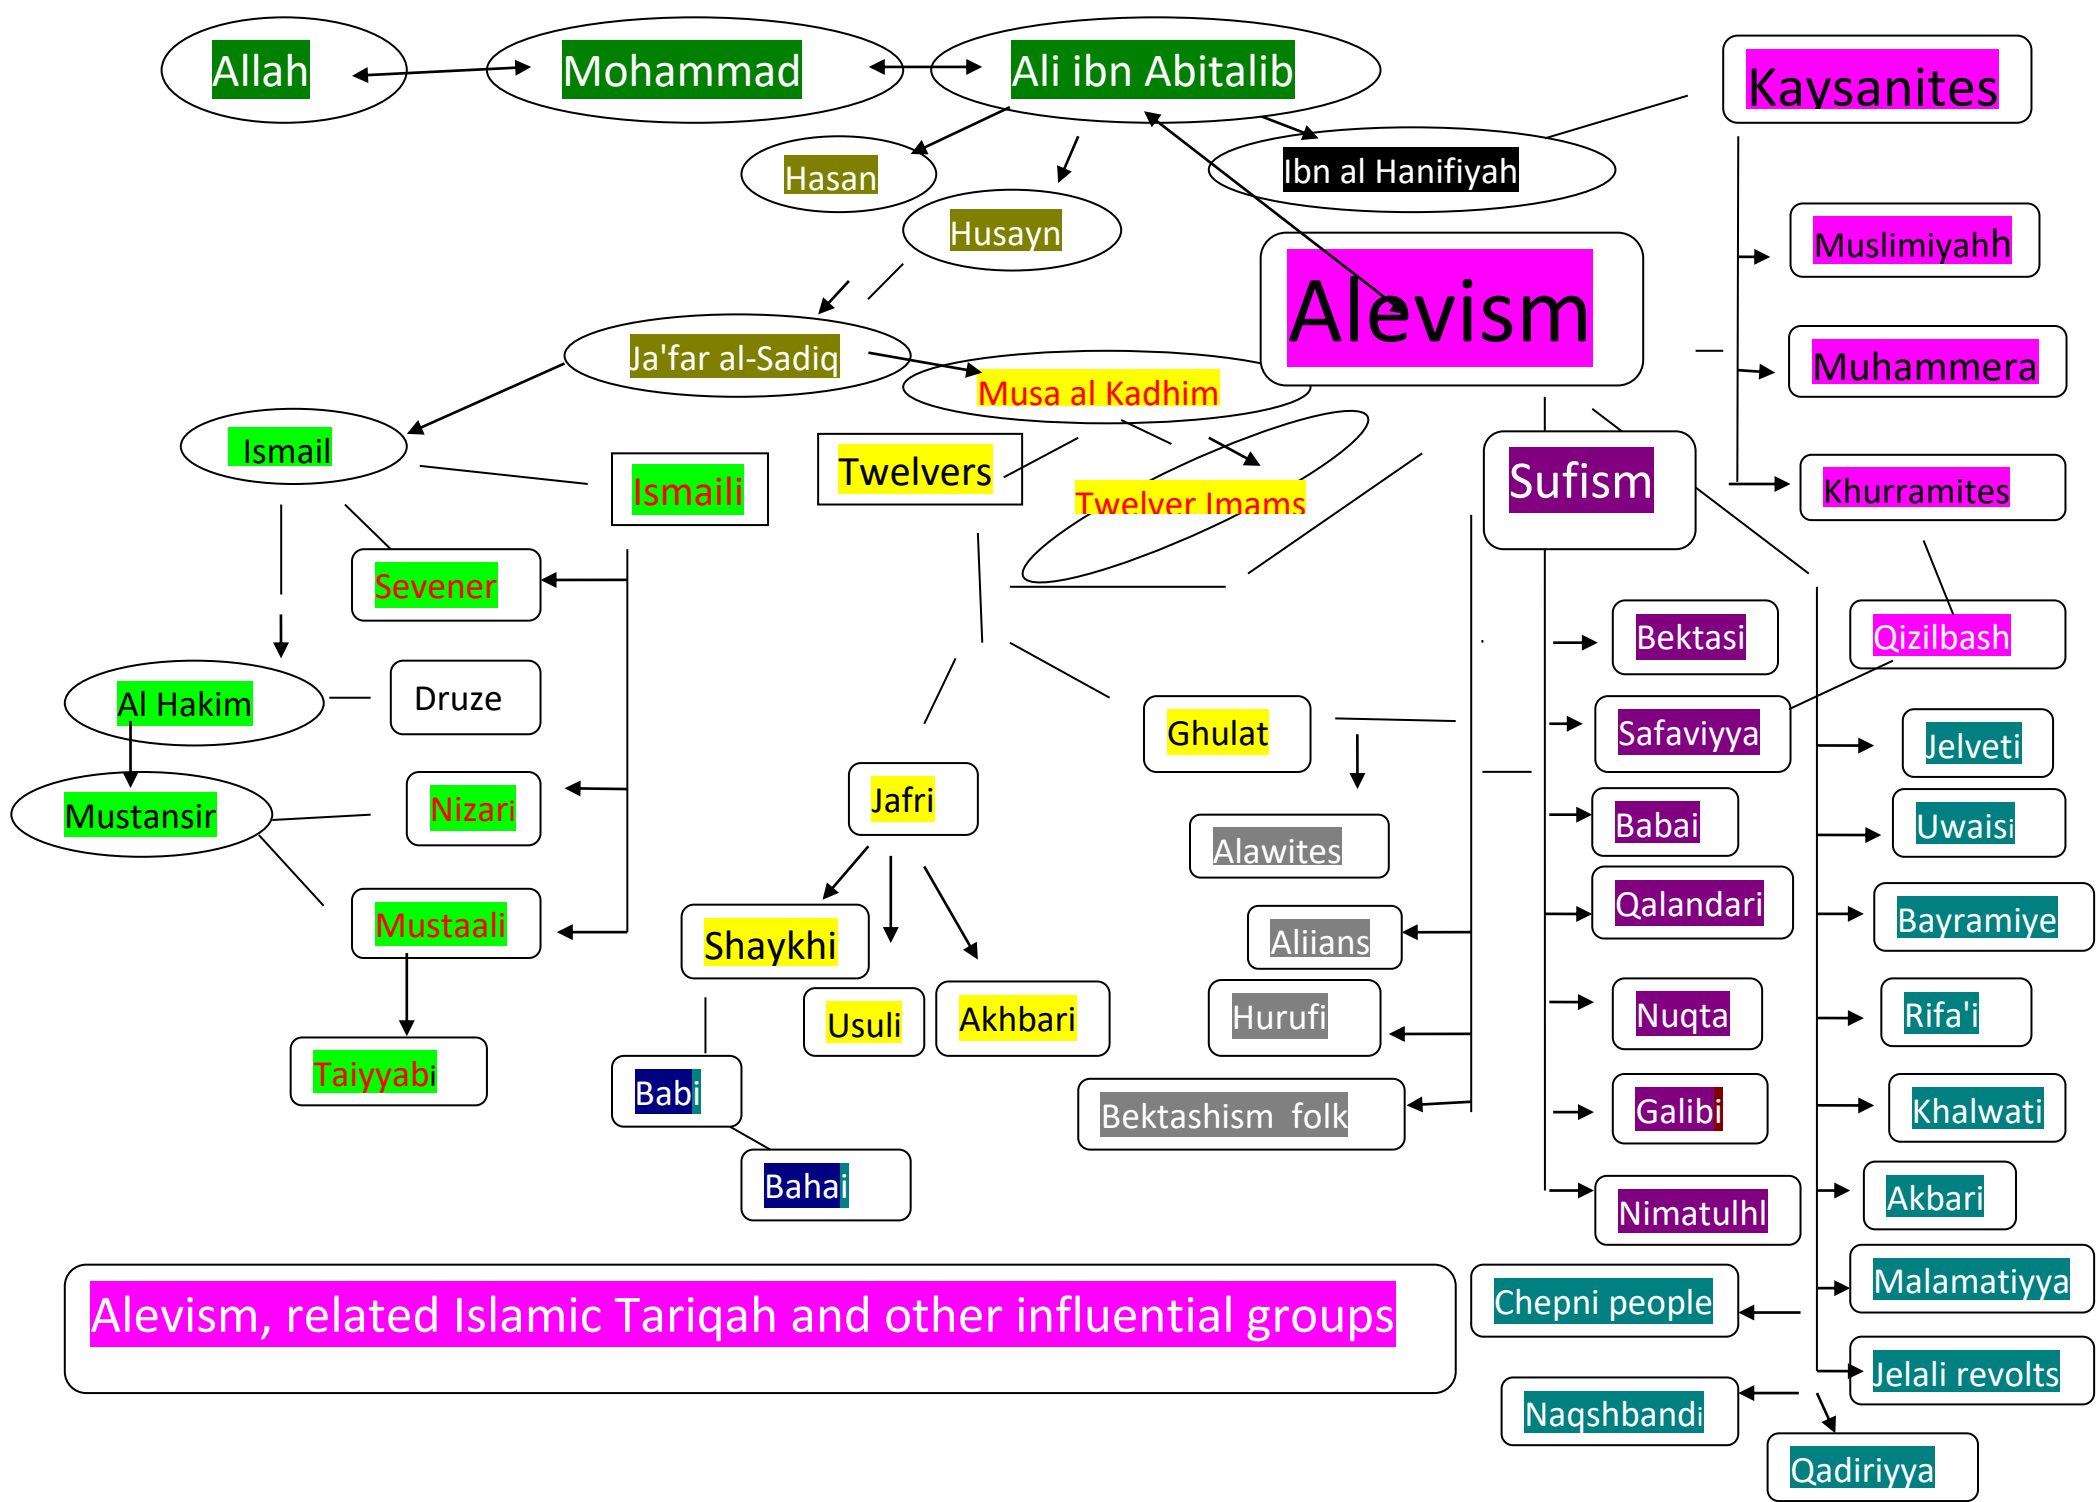 Allah
Mohammad
Ali ibn Abitalib
Kaysanites
Hasan
Ibn al Hanifiyah
Husayn
Muslimiyahh
Alevism
Ja'far al-Sadiq
Musa al Kadhim
Muhammera
Ismail
Ismaili
Twelvers
Twelver Imams
Sufism
Khurramites
Sevener
Bektasi
Qizilbash
Al Hakim
Druze
Ghulat
Safaviyya
Jelveti
Mustansir
Nizari
Jafri
Alawites
Babai
Uwaisi
Mustaali
Shaykhi
Aliians
Qalandari
Bayramiye
Usuli
Akhbari
Hurufi
Nuqta
Rifa'i
Taiyyabi
Babi
Bektashism folk
Galibi
Khalwati
Bahai
Nimatulhl
Akbari
Alevism, related Islamic Tariqah and other influential groups
Chepni people
Malamatiyya
Jelali revolts
Naqshbandi
Qadiriyya